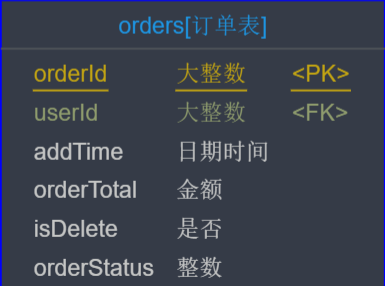 orders[订单表]
orderId 大整数 <PK>
userId 大整数 <FK>
addTime 日期时间
orderTotal 金额
isDelete 是否
orderStatus 整数